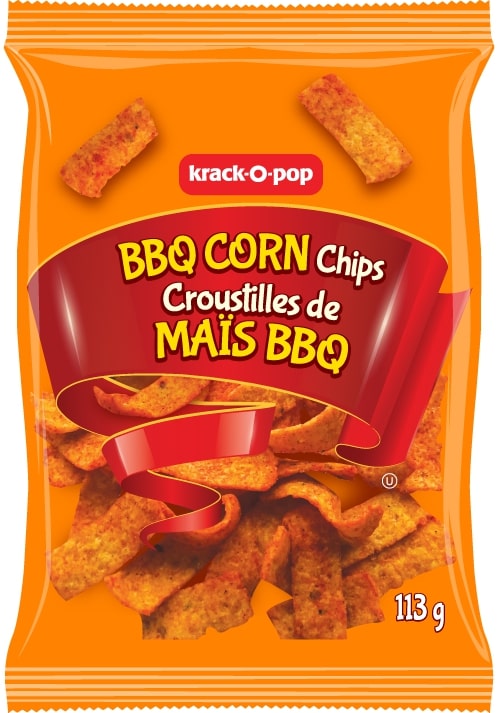 krack-O-pop
BBQ CORN Chips
Croustilles de
MAÏS BBQ
U
113 g